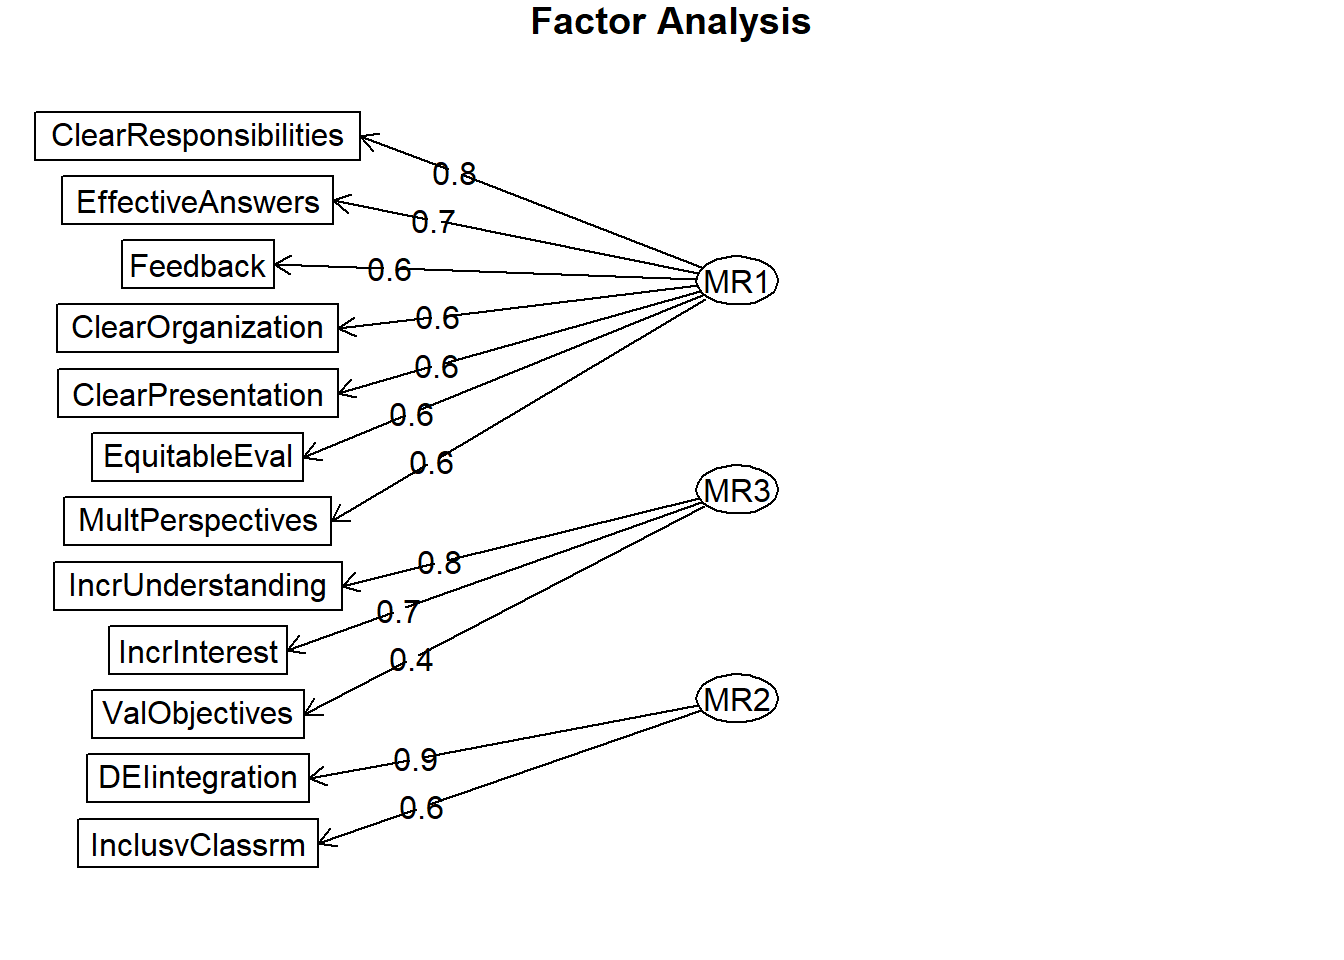 Factor Analysis
ClearResponsibilities
0.8
EffectiveAnswers
0.7
Feedback
0.6
MR1
ClearOrganization
0.6
ClearPresentation
0.6
EquitableEval
0.6
MultPerspectives
0.6
MR3
IncrUnderstanding
0.8
IncrInterest
0.7
ValObjectives
0.4
MR2
DEIintegration
0.9
InclusvClassrm
0.6